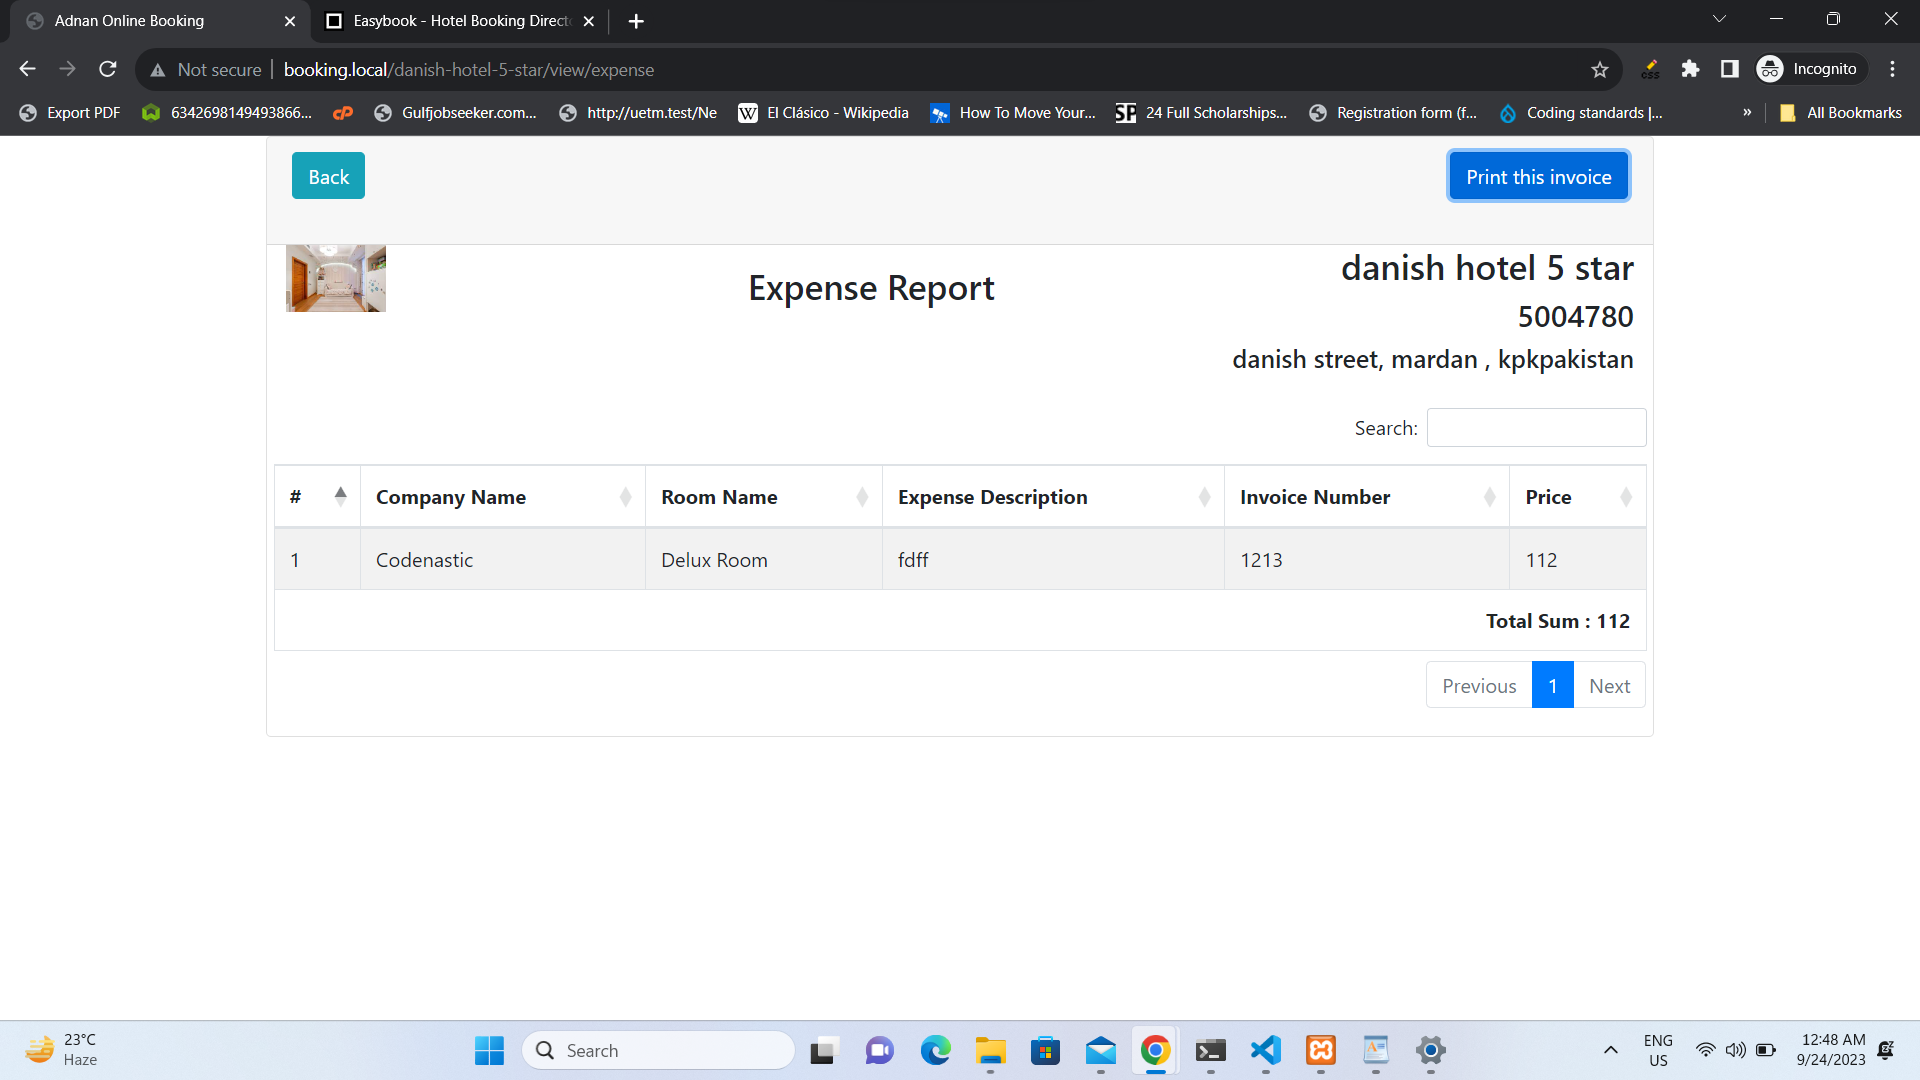 Adnan Online Booking
Easybook - Hotel Booking Direct
Not secure
booking.local/danish-hotel-5-star/view/expense
Incognito
Export PDF
6342698149493866...
cP
Gulfjobseeker.com...
http://uetm.test/Ne
W
El Clásico - Wikipedia
How To Move Your...
SP
24 Full Scholarships...
Registration form (f...
Coding standards |...
»
All Bookmarks
Back
Print this invoice
Expense Report
danish hotel 5 star
5004780
danish street, mardan , kpkpakistan
Search:
# Company Name Room Name Expense Description Invoice Number Price
1 Codenastic Delux Room fdff 1213 112
Total Sum : 112
Previous 1 Next
23°C
Haze
Search
ENG
US
12:48 AM
9/24/2023